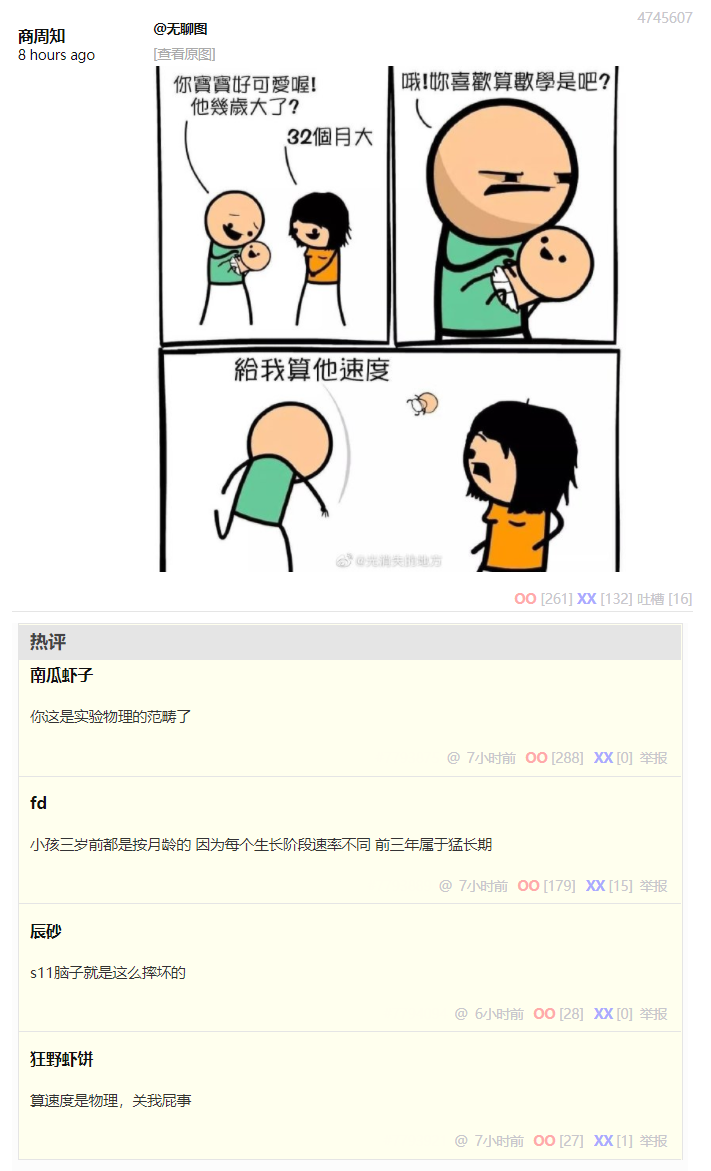 4745607
商周知
8 hours ago
@无聊图
[查看原图]
你寶寶好可愛喔!
他幾歲大了?
32個月大
哦!妳喜歡算數學是吧?
給我算他速度
OO [261] XX [132] 吐槽 [16]
热评
南瓜虾子
你这是实验物理的范畴了
@ 7小时前 OO [288] XX [0] 举报
fd
小孩三岁前都是按月龄的 因为每个生长阶段速率不同 前三年属于猛长期
@ 7小时前 OO [179] XX [15] 举报
辰砂
s11脑子就是这么摔坏的
@ 6小时前 OO [28] XX [0] 举报
狂野虾饼
算速度是物理，关我屁事
@ 7小时前 OO [27] XX [1] 举报